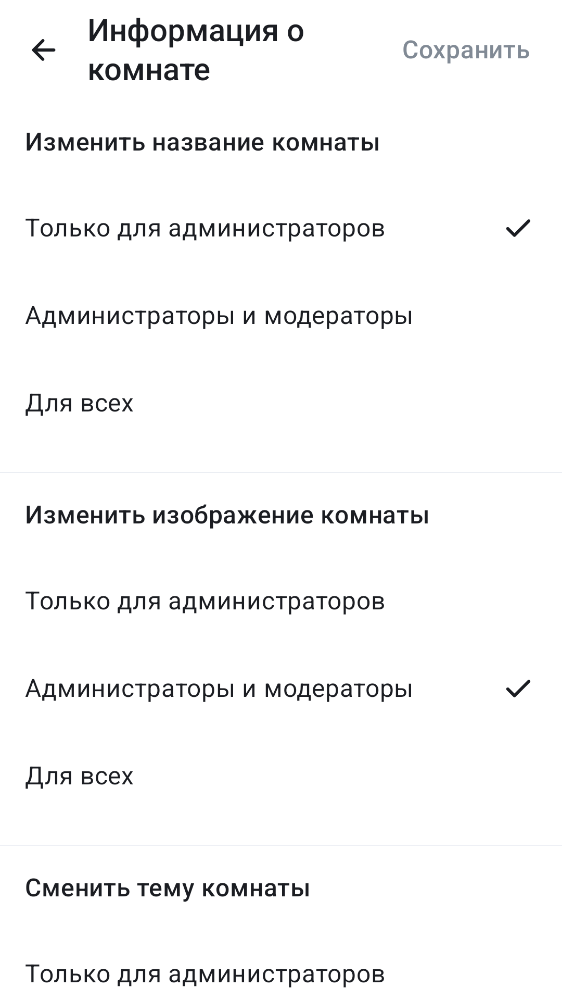 Информация о
комнате
Сохранить
Изменить название комнаты
Только для администраторов
Администраторы и модераторы
Для всех
Изменить изображение комнаты
Только для администраторов
Администраторы и модераторы
Для всех
Сменить тему комнаты
Только для администраторов